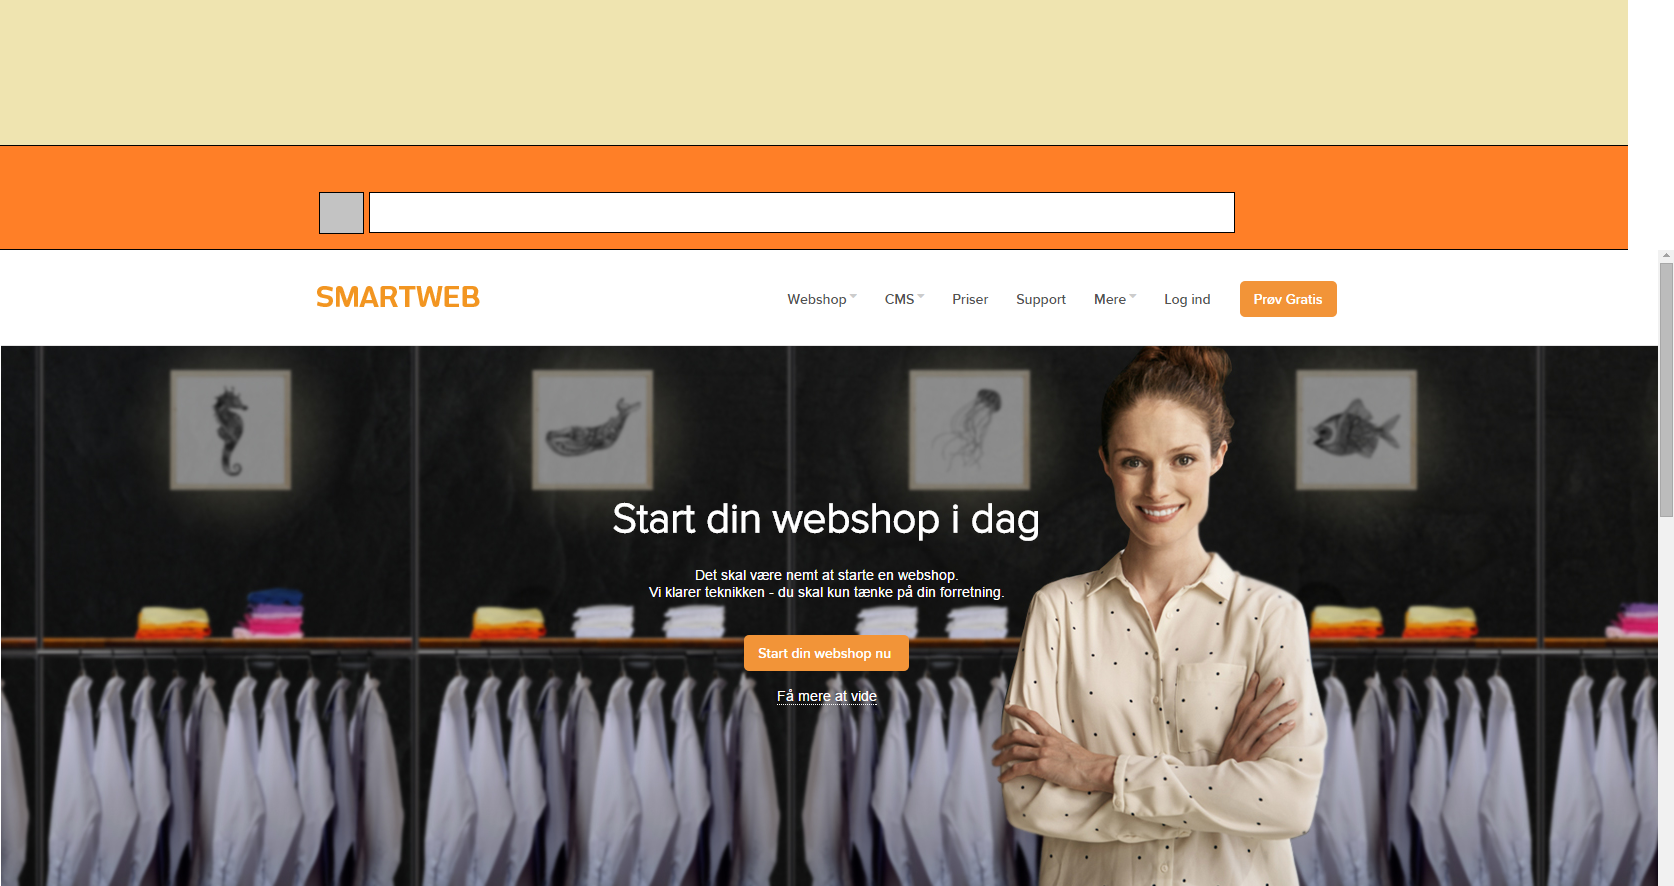 SMARTWEB
Webshop CMS Priser Support Mere Log ind Prøv Gratis
Start din webshop i dag
Det skal være nemt at starte en webshop.
Vi klarer teknikken - du skal kun tænke på din forretning.
Start din webshop nu
Få mere at vide